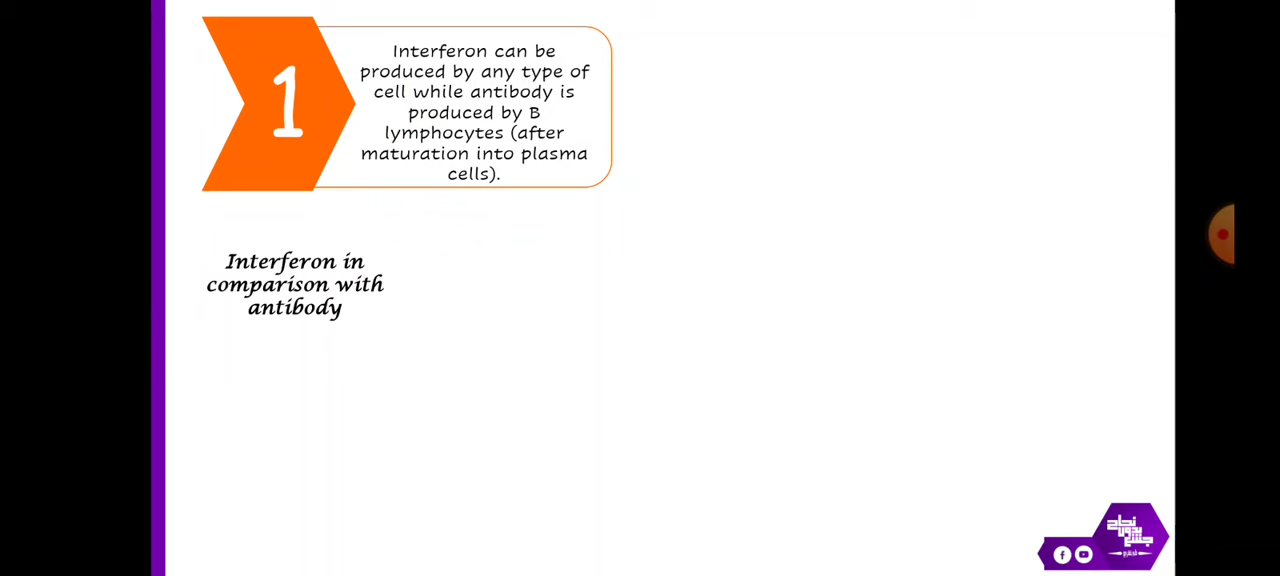 1
Interferon can be
produced by any type of
cell while antibody is
produced by B
lymphocytes (after
maturation into plasma
cells).
Interferon in
comparison with
antibody